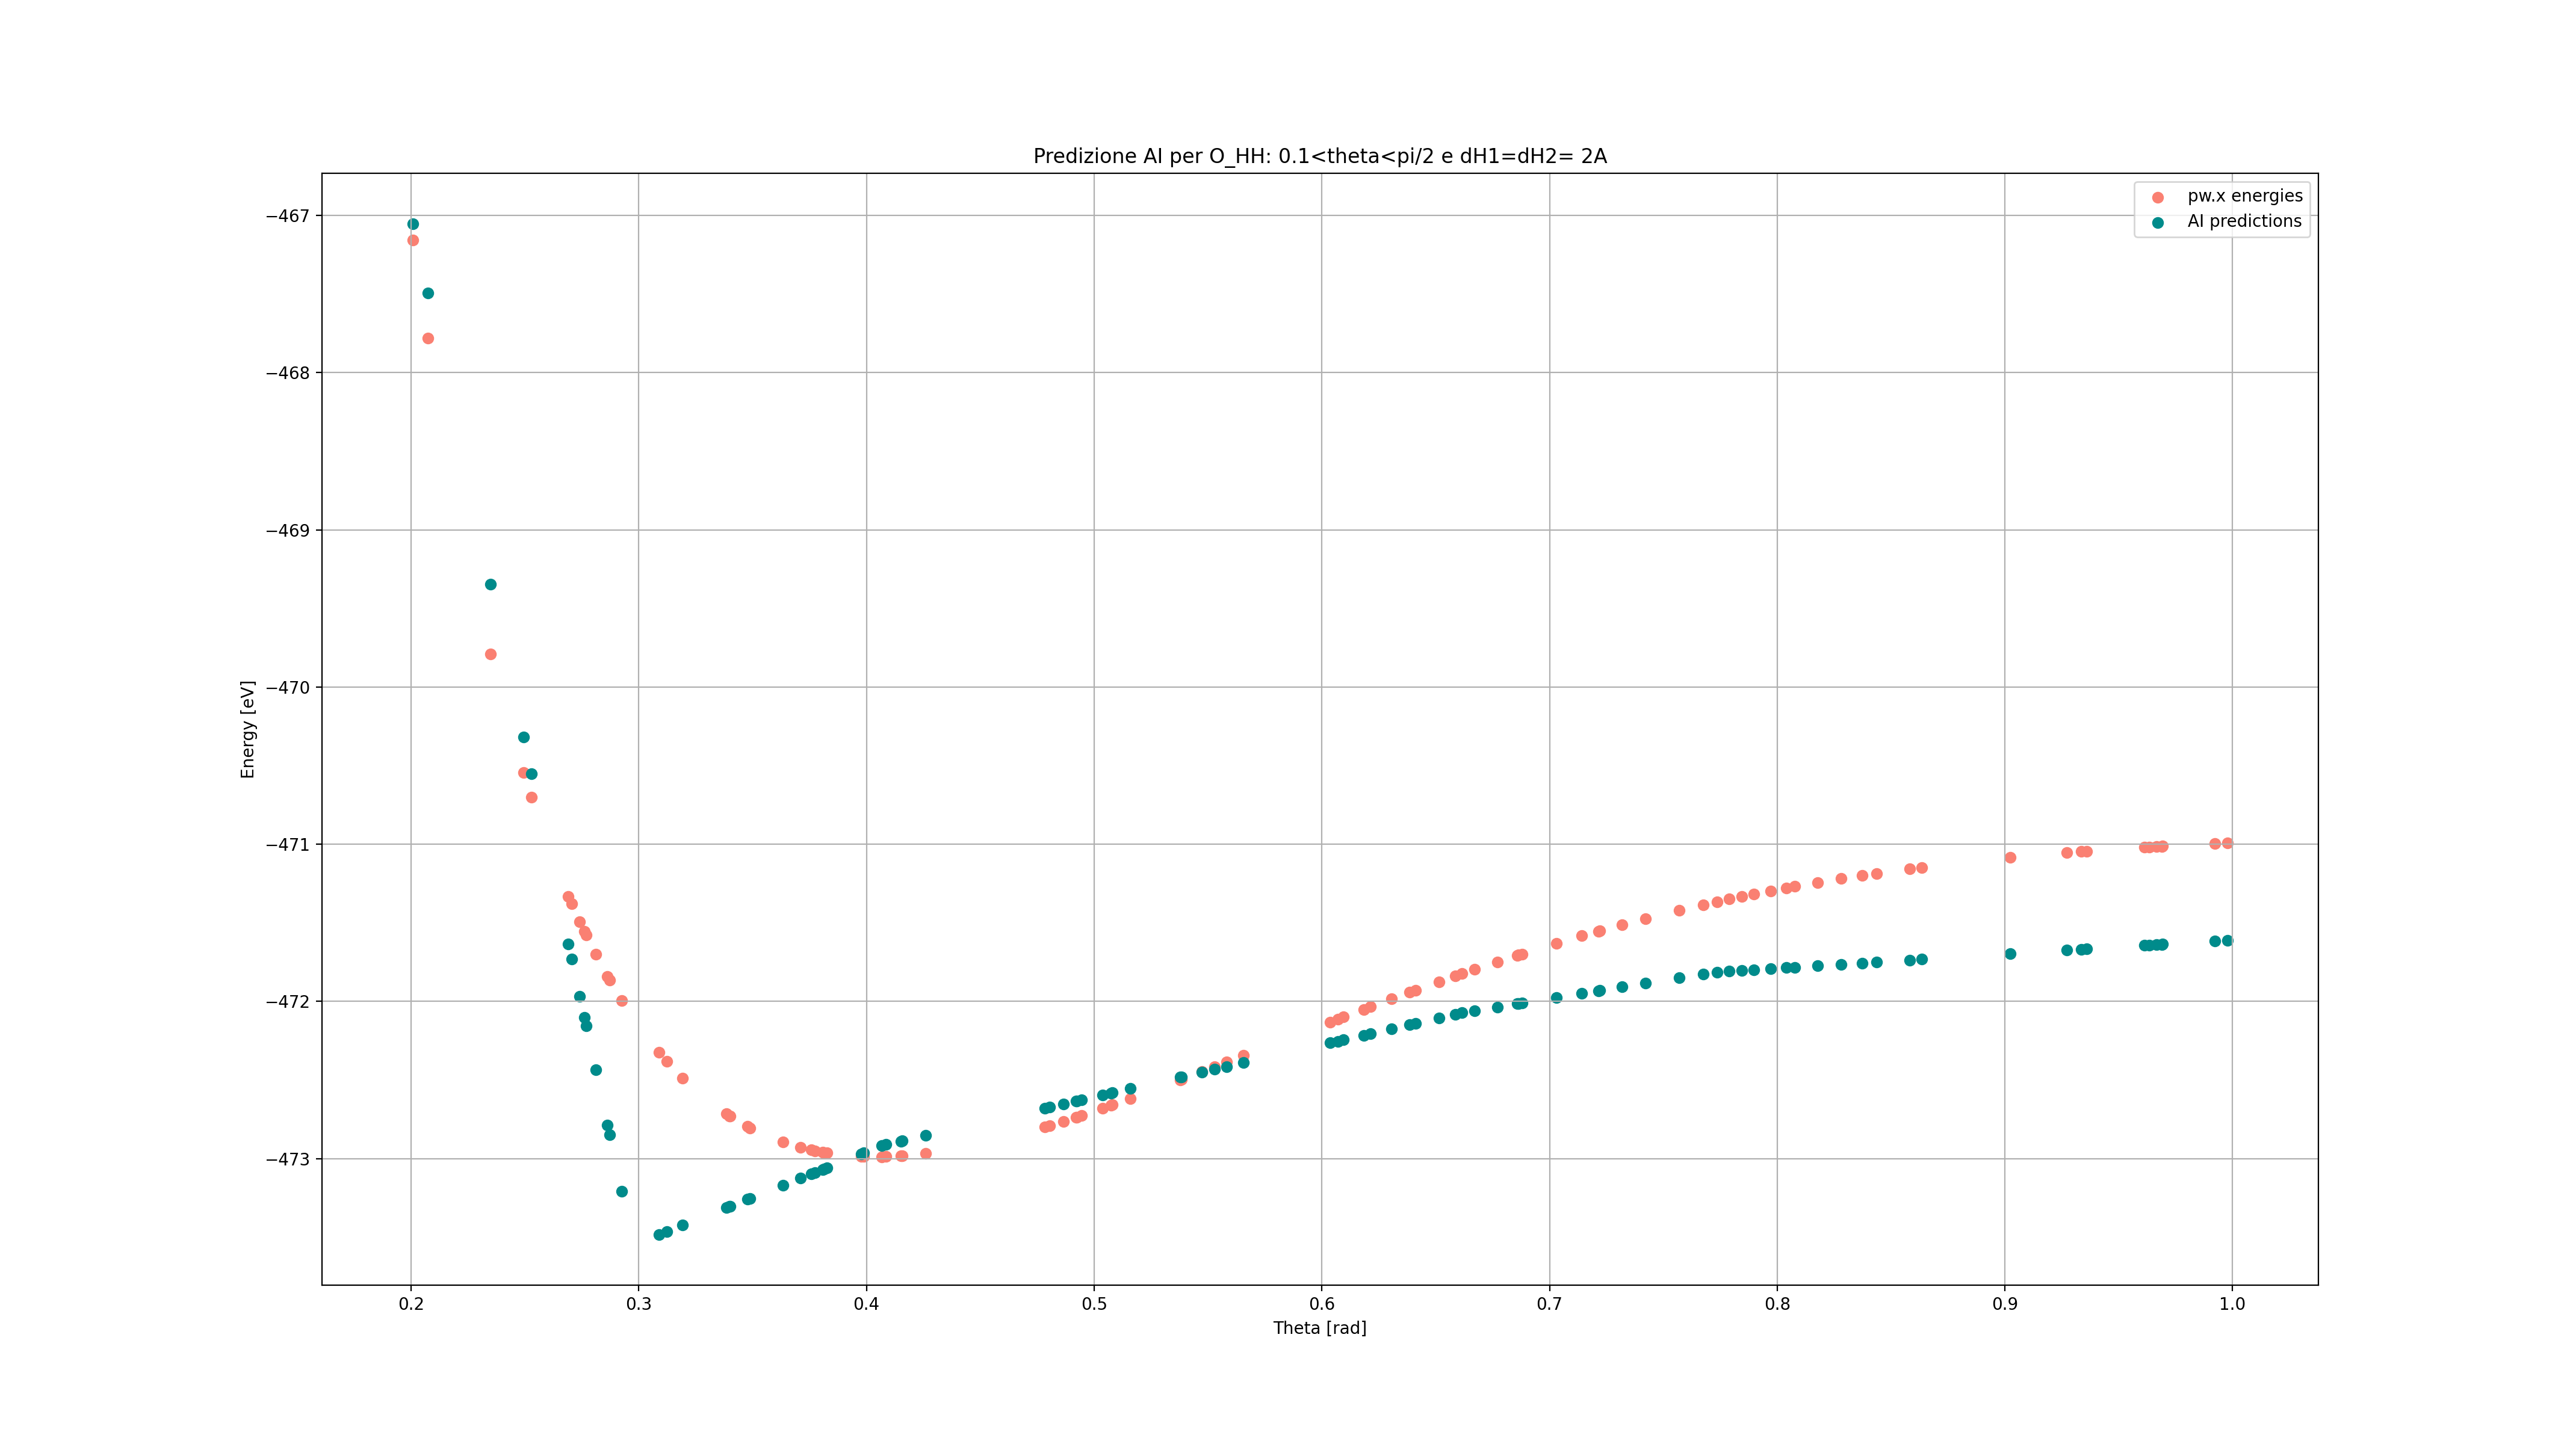 Predizione AI per O_HH: 0.1<theta<pi/2 e dH1=dH2= 2A
pw.x energies
AI predictions
−467
−468
−469
−470
−471
−472
−473
Energy [eV]
0.2 0.3 0.4 0.5 0.6 0.7 0.8 0.9 1.0
Theta [rad]